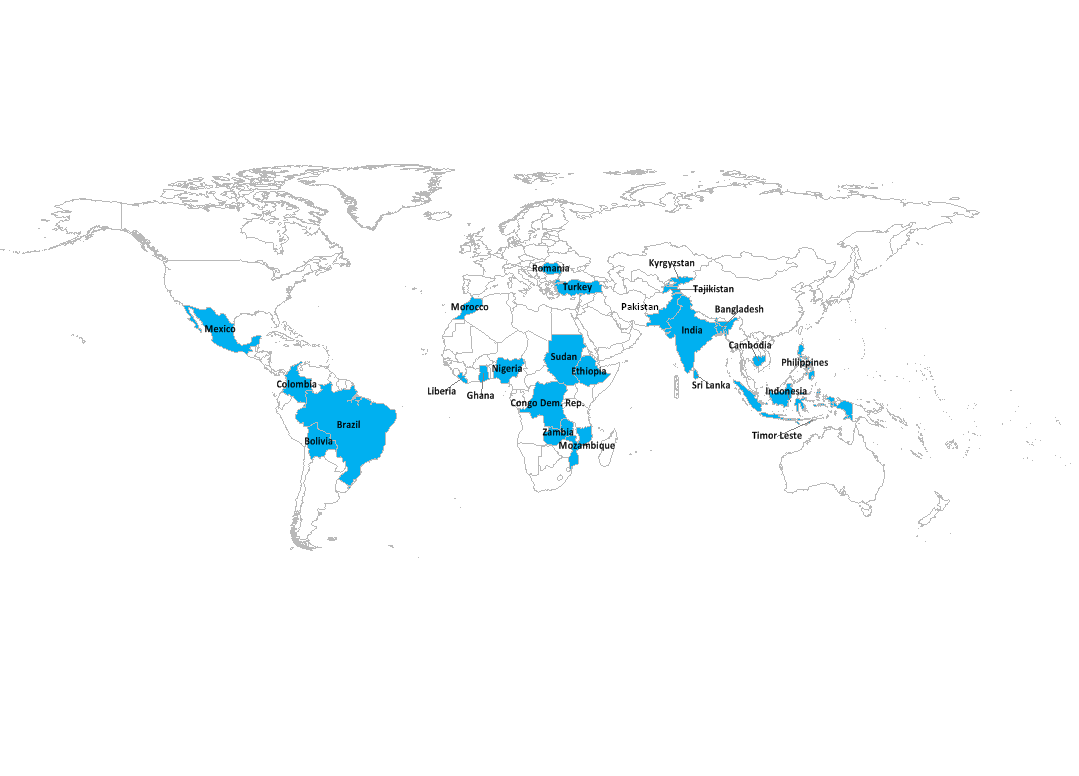 Kyrgyzstan
Romania
Turkey
Tajikistan
Morocco
Pakistan
Bangladesh
Mexico
India
Cambodia
Sudan
Philippines
Nigeria
Ethiopia
Colombia
Sri Lanka
Liberia
Ghana
Indonesia
Congo Dem. Rep.
Brazil
Zambia
Timor-Leste
Bolivia
Mozambique